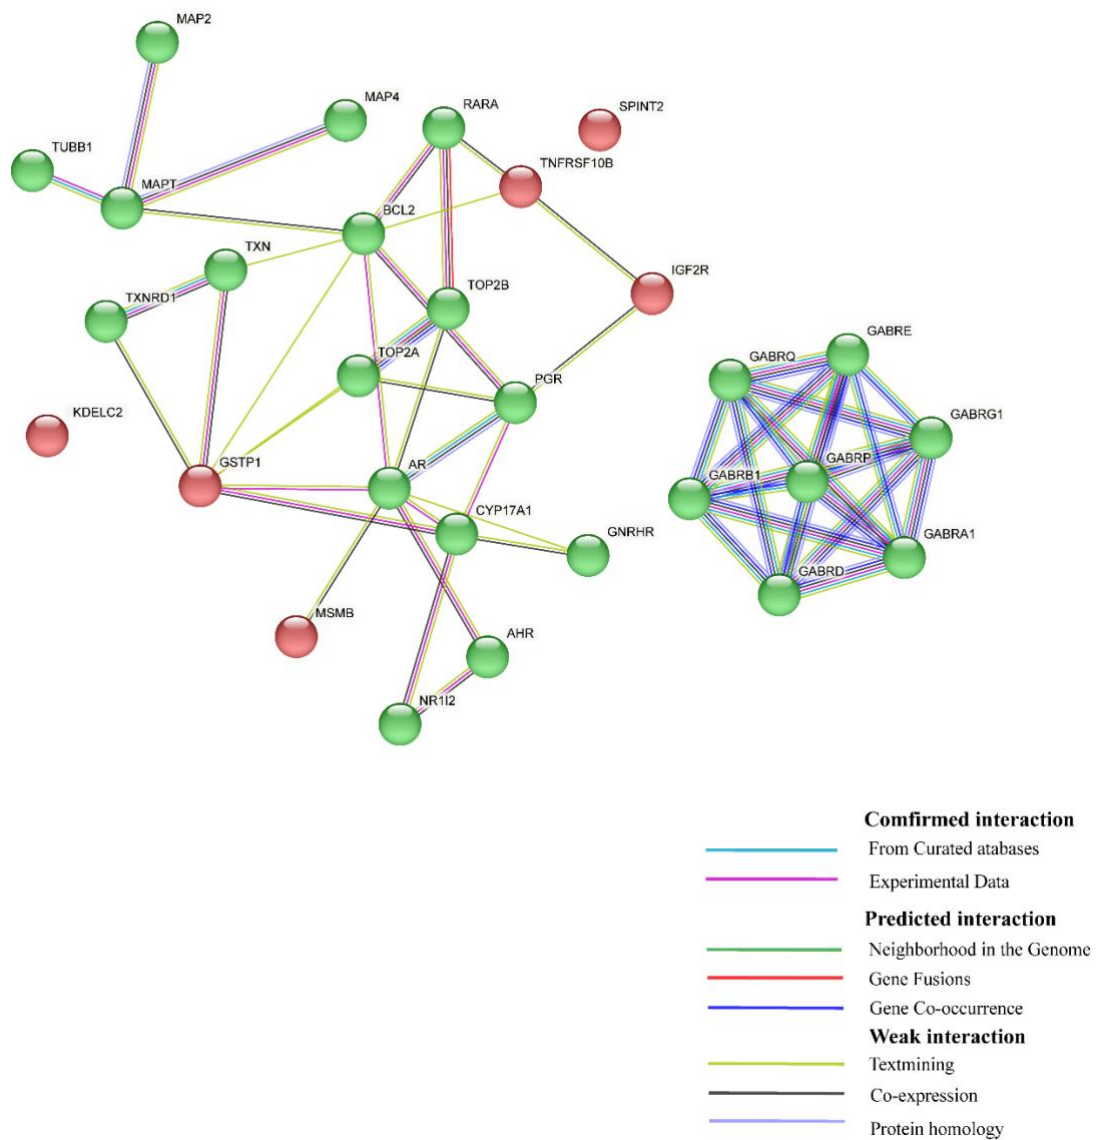 MAP2
MAP4
RARA
SPINT2
TUBB1
TNFRSF10B
MAPT
BCL2
TXN
IGF2R
TXNRD1
TOP2B
GABRE
GABRQ
TOP2A
PGR
GABRG1
KDELC2
GSTP1
AR
GABRP
GABRB1
CYP17A1
GNRHR
GABRA1
GABRD
MSMB
AHR
NR1I2
Comfirmed interaction
From Curated atabases
Experimental Data
Predicted interaction
Neighborhood in the Genome
Gene Fusions
Gene Co-occurrence
Weak interaction
Textmining
Co-expression
Protein homology